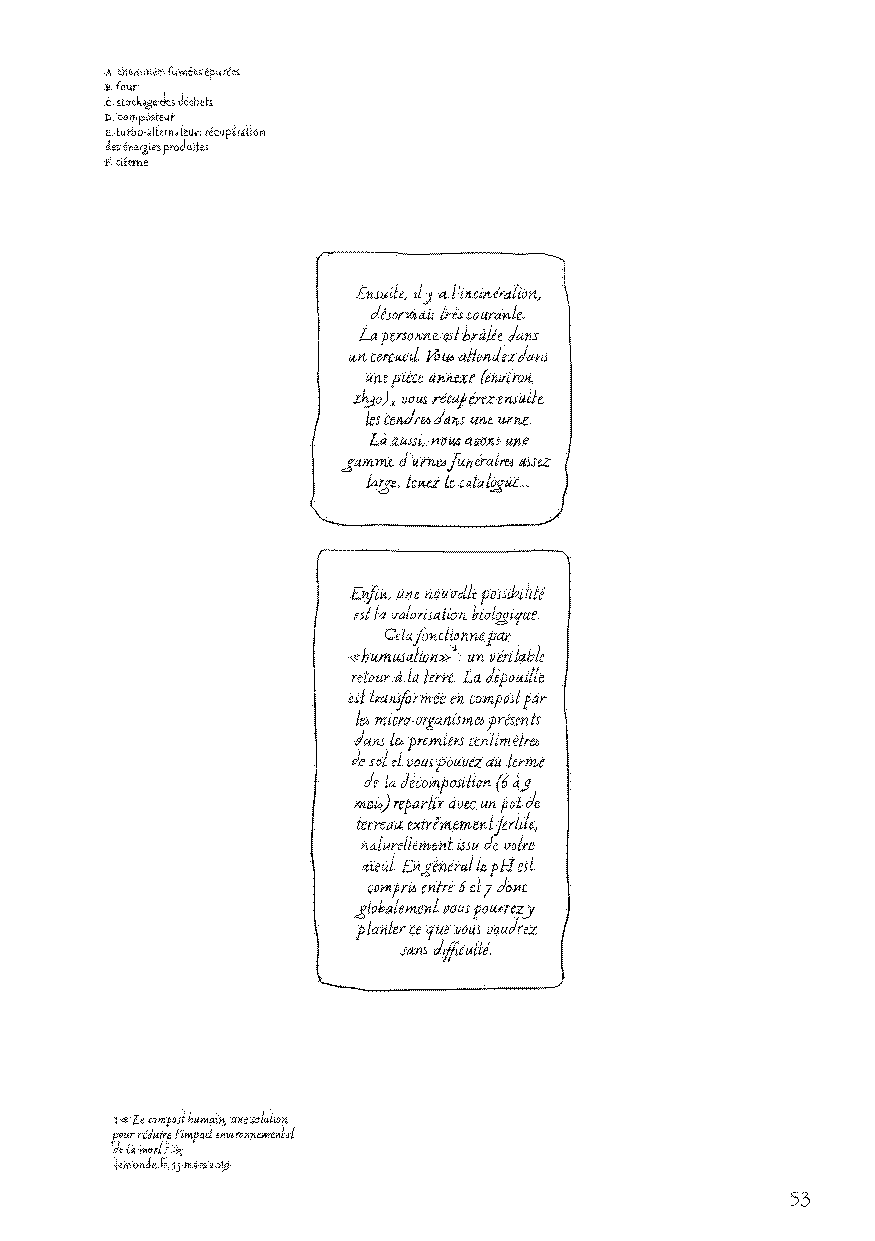 A. cheminée: fumées épurées
B. four
C. stockage des déchets
D. composteur
E. turbo-alternateur: récupération
des énergies produites
F. citerne
Ensuite, il y a l'incinération,
désormais très courante.
La personne est brûlée dans
un cercueil. Vous attendez dans
une pièce annexe (environ
1h30), vous récupérez ensuite
les cendres dans une urne.
Là aussi, nous avons une
gamme d'urnes funéraires assez
large, tenez le catalogue...
Enfin, une nouvelle possibilité
est la valorisation biologique.
Cela fonctionne par
«humusation»¹: un véritable
retour à la terre. La dépouille
est transformée en compost par
les micro-organismes présents
dans les premiers centimètres
de sol et vous pouvez au terme
de la décomposition (6 à 9
mois) repartir avec un pot de
terreau extrêmement fertile,
naturellement issu de votre
aïeul. En général le pH est
compris entre 6 et 7 donc
globalement vous pourrez y
planter ce que vous voudrez
sans difficulté.
1 « Le compost humain, une solution
pour réduire l'impact environnemental
de la mort ? »,
lemonde.fr, mars 2019
53